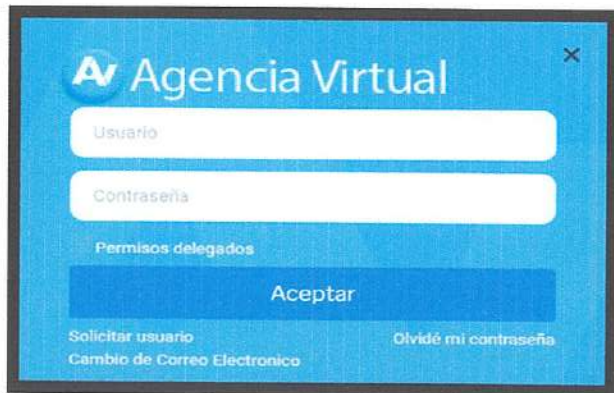 AV Agencia Virtual
×
Usuario
Contraseña
Permisos delegados
Aceptar
Solicitar usuario
Olvidé mi contraseña
Cambio de Correo Electronico